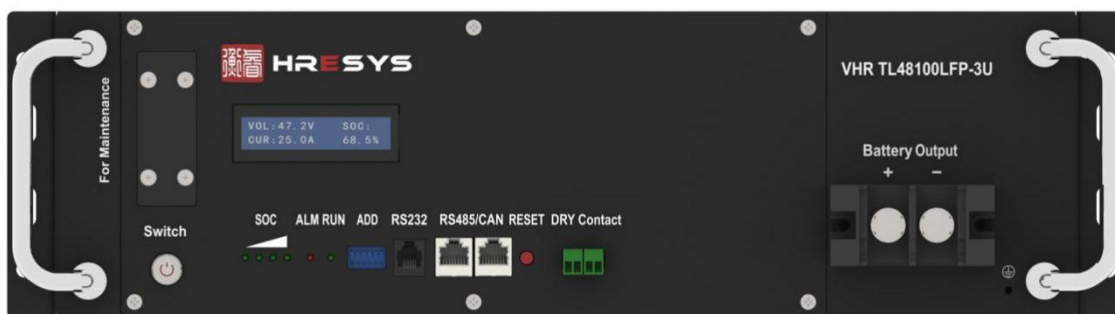 衡睿 HRESYS
VHR TL48100LFP-3U
For Maintenance
VOL:47.2V SOC:
CUR:25.0A 68.5%
Battery Output
+ −
SOC ALM RUN ADD RS232 RS485/CAN RESET DRY Contact
Switch